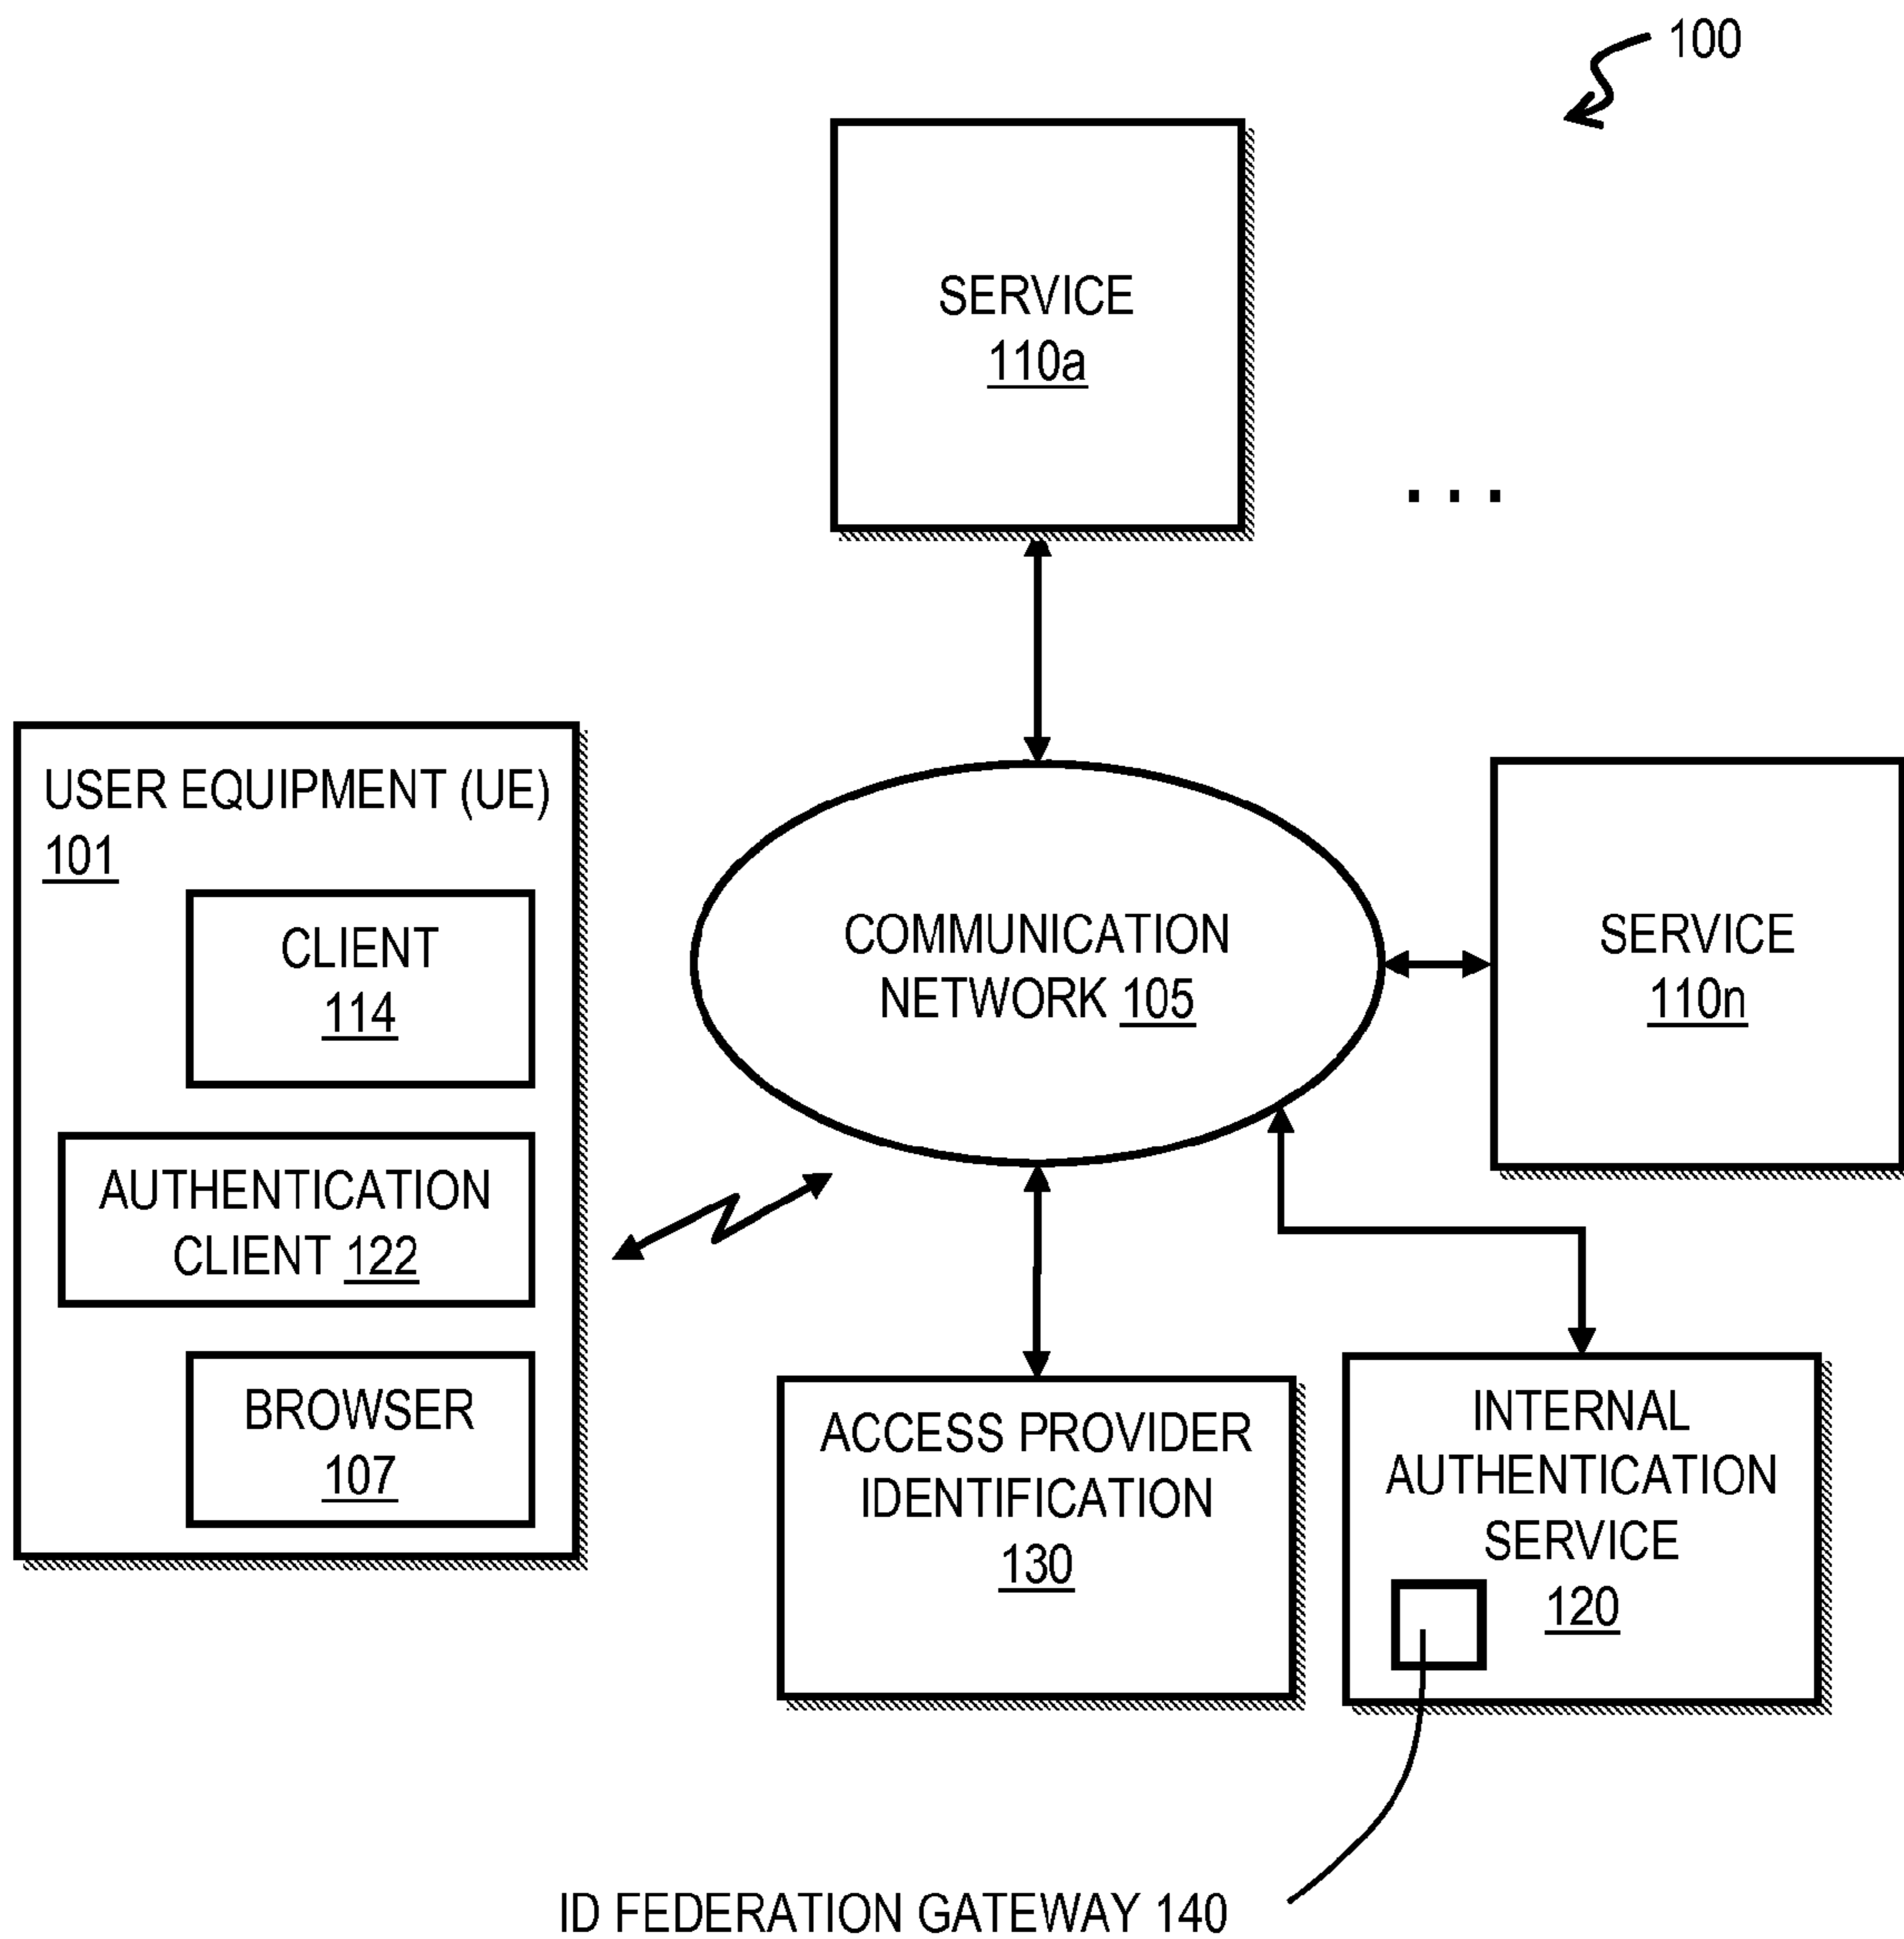 100
SERVICE
110a
. . .
USER EQUIPMENT (UE)
101
CLIENT
114
AUTHENTICATION
CLIENT 122
BROWSER
107
COMMUNICATION
NETWORK 105
SERVICE
110n
ACCESS PROVIDER
IDENTIFICATION
130
INTERNAL
AUTHENTICATION
SERVICE
120
ID FEDERATION GATEWAY 140